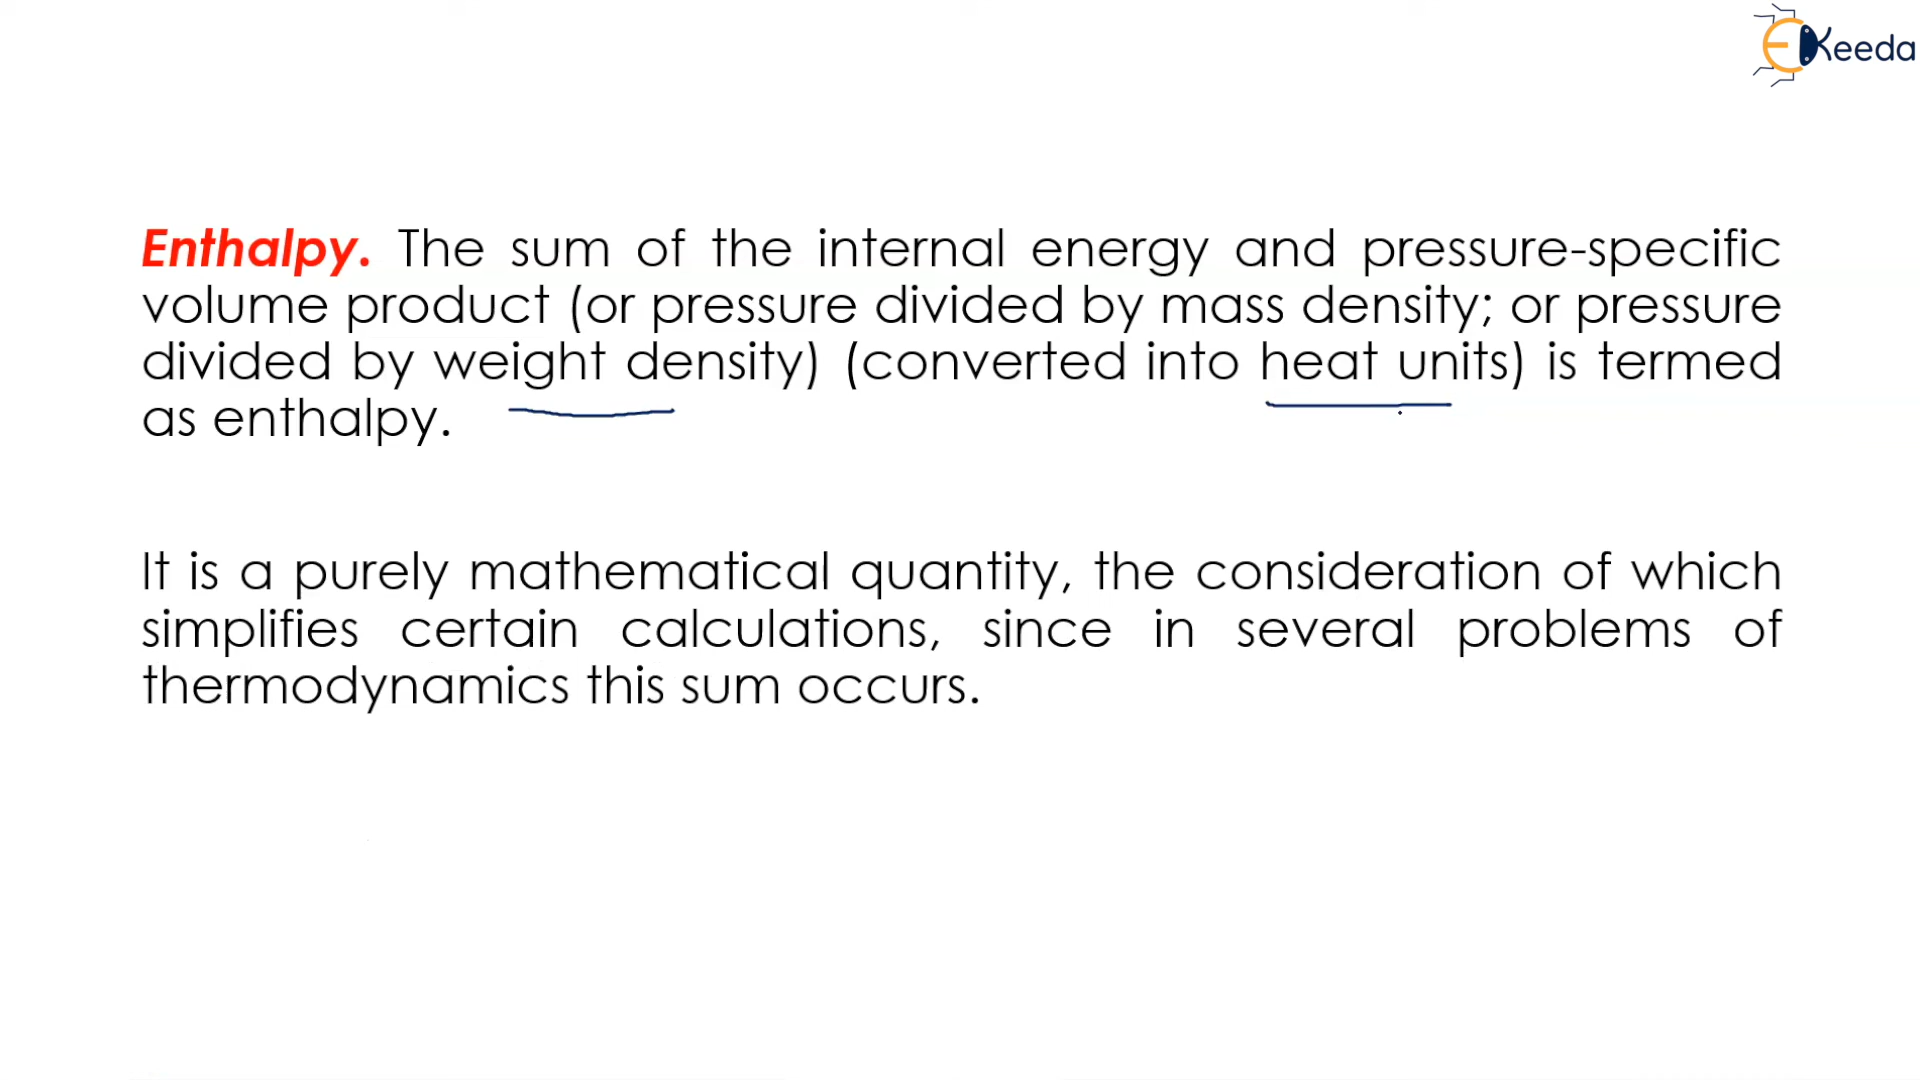 EKeeda
Enthalpy. The sum of the internal energy and pressure-specific
volume product (or pressure divided by mass density; or pressure
divided by weight density) (converted into heat units) is termed
as enthalpy.
It is a purely mathematical quantity, the consideration of which
simplifies certain calculations, since in several problems of
thermodynamics this sum occurs.